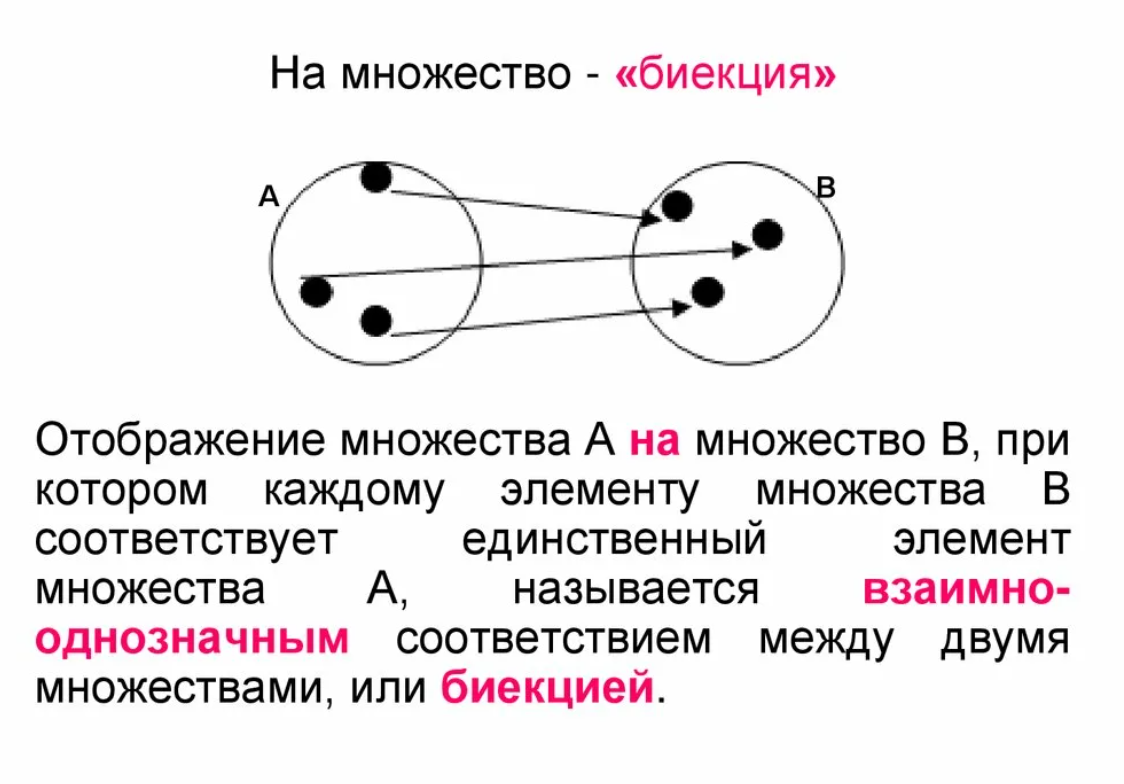 На множество - «биекция»
А
В
Отображение множества А на множество В, при
котором каждому элементу множества В
соответствует единственный элемент
множества А, называется взаимно-
однозначным соответствием между двумя
множествами, или биекцией.